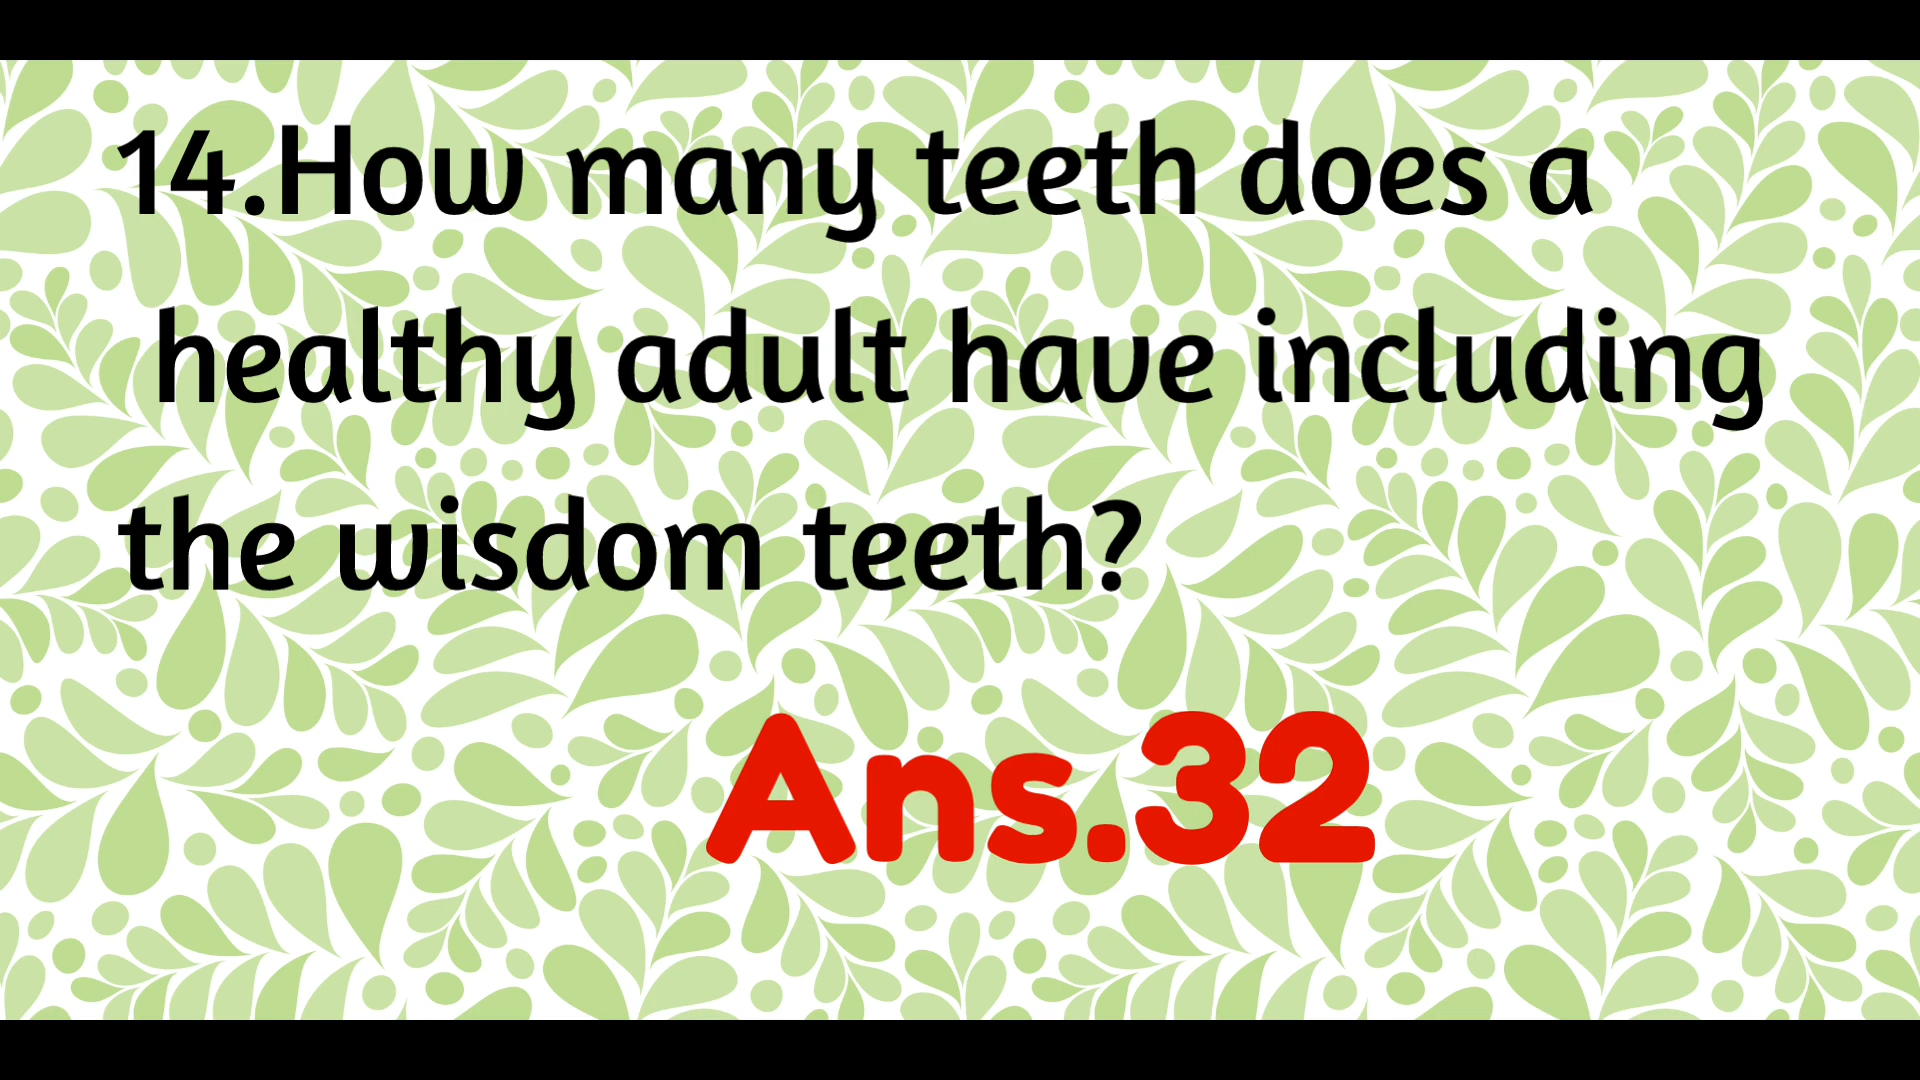 14.How many teeth does a
healthy adult have including
the wisdom teeth?
Ans.32